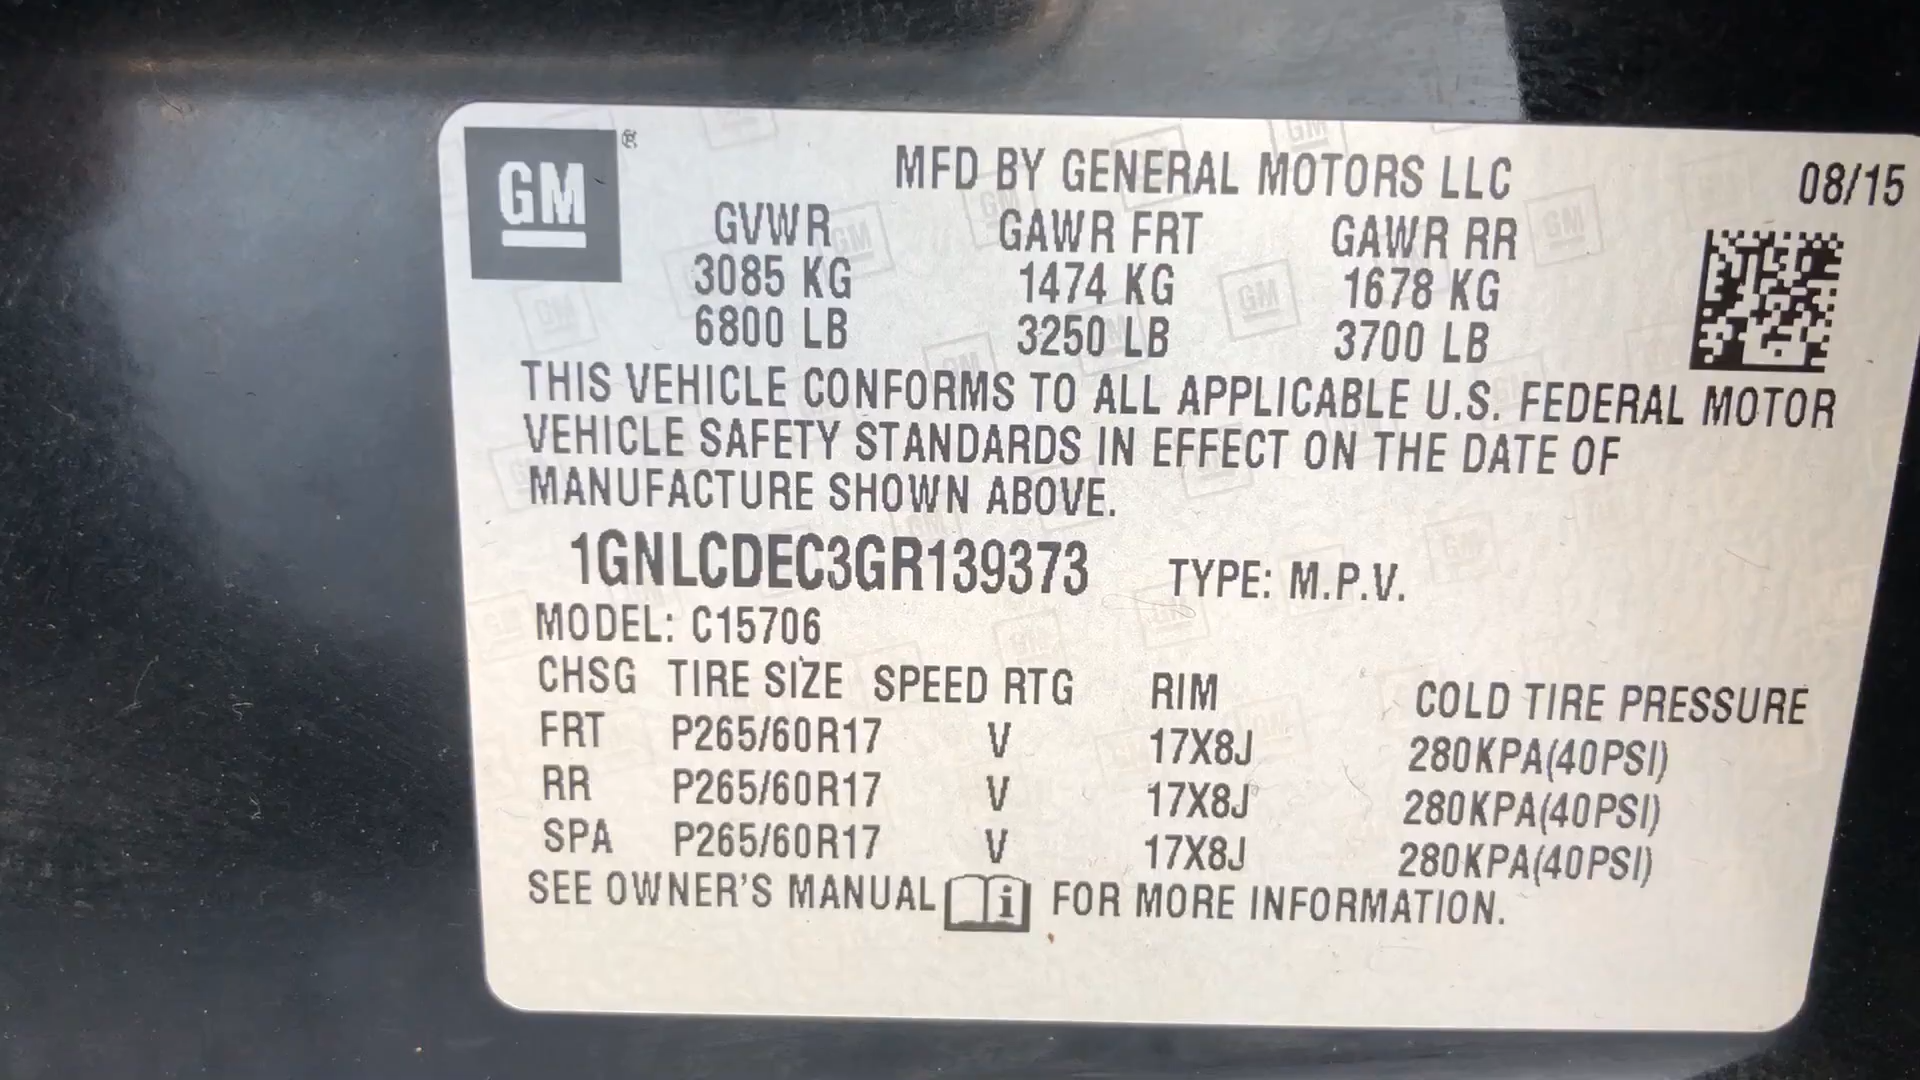 GM ®
MFD BY GENERAL MOTORS LLC 08/15
GVWR GAWR FRT GAWR RR
3085 KG 1474 KG 1678 KG
6800 LB 3250 LB 3700 LB
THIS VEHICLE CONFORMS TO ALL APPLICABLE U.S. FEDERAL MOTOR
VEHICLE SAFETY STANDARDS IN EFFECT ON THE DATE OF
MANUFACTURE SHOWN ABOVE.
1GNLCDEC3GR139373 TYPE: M.P.V.
MODEL: C15706
CHSG TIRE SIZE SPEED RTG RIM COLD TIRE PRESSURE
FRT P265/60R17 V 17X8J 280KPA(40PSI)
RR P265/60R17 V 17X8J 280KPA(40PSI)
SPA P265/60R17 V 17X8J 280KPA(40PSI)
SEE OWNER'S MANUAL i FOR MORE INFORMATION.